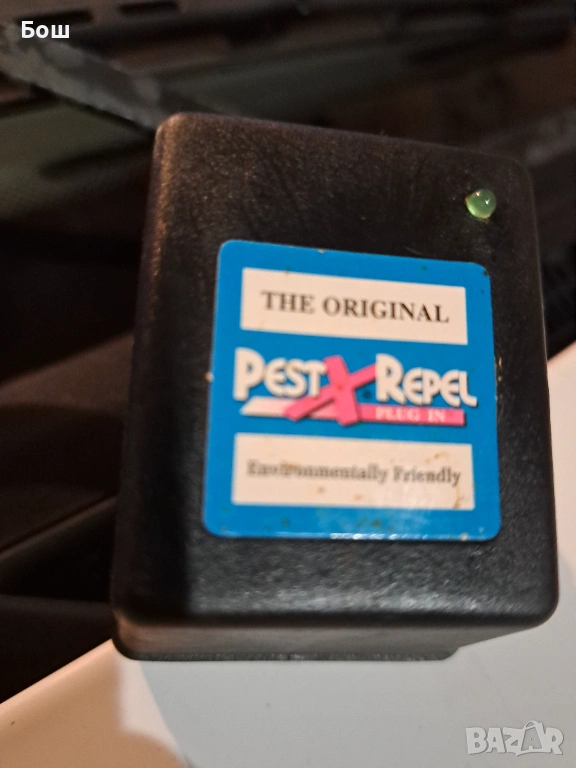 Бош
THE ORIGINAL
PEST X REPEL
PLUG IN
Environmentally Friendly
BAZAR